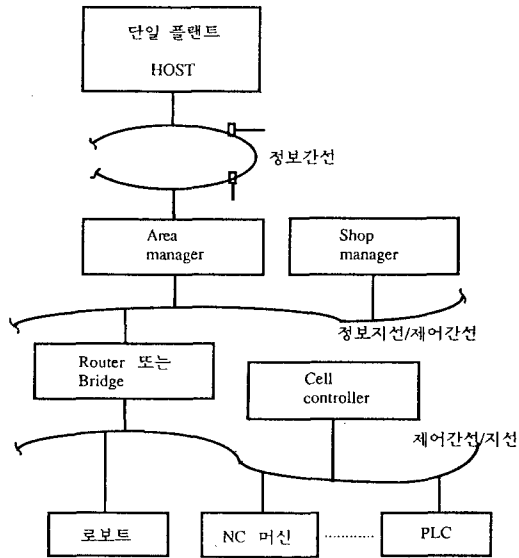 단일 플랜트
HOST
정보간선
Area
manager
Shop
manager
정보지선/제어간선
Router 또는
Bridge
Cell
controller
제어간선/지선
로보트
NC 머신
............
PLC